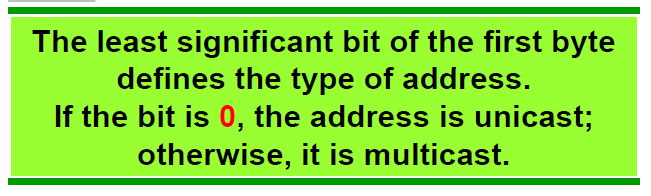 The least significant bit of the first byte
defines the type of address.
If the bit is 0, the address is unicast;
otherwise, it is multicast.